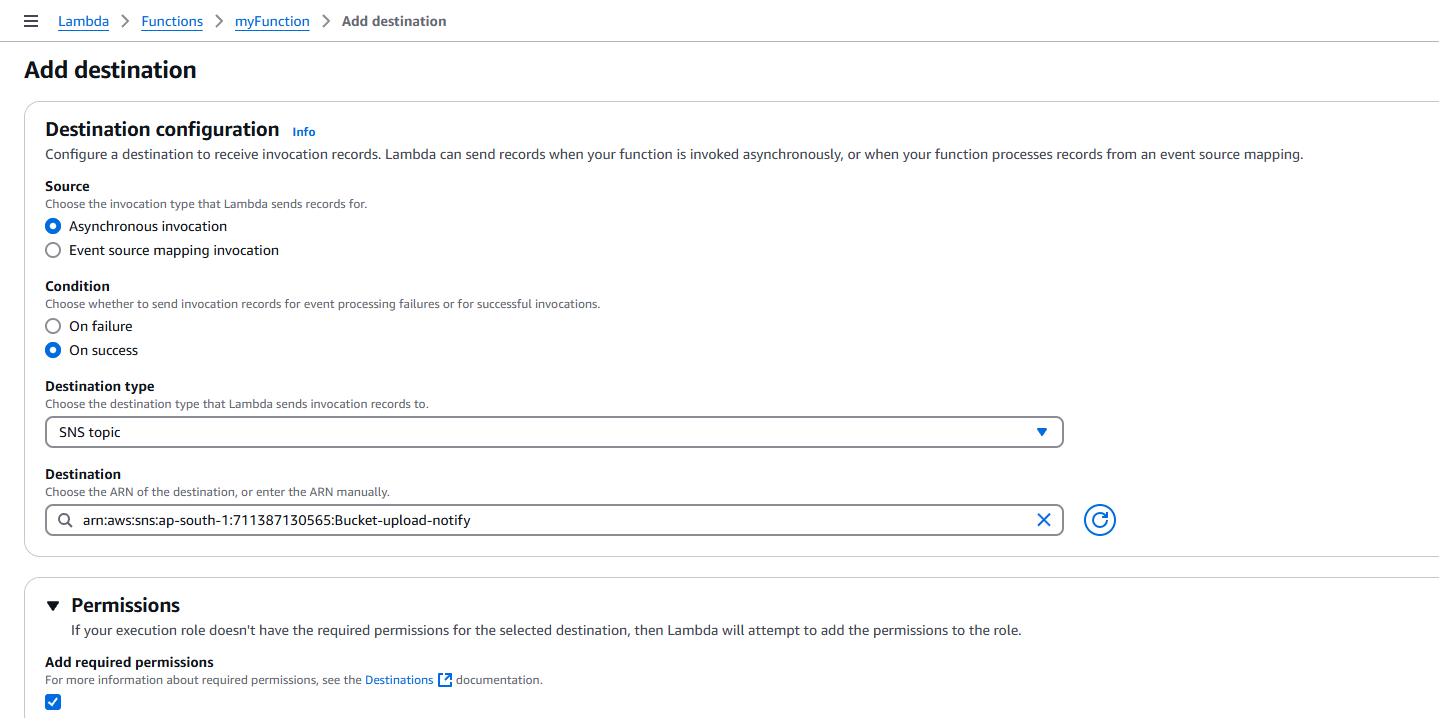 Lambda > Functions > myFunction > Add destination
Add destination
Destination configuration Info
Configure a destination to receive invocation records. Lambda can send records when your function is invoked asynchronously, or when your function processes records from an event source mapping.
Source
Choose the invocation type that Lambda sends records for.
Asynchronous invocation
Event source mapping invocation
Condition
Choose whether to send invocation records for event processing failures or for successful invocations.
On failure
On success
Destination type
Choose the destination type that Lambda sends invocation records to.
SNS topic
Destination
Choose the ARN of the destination, or enter the ARN manually.
arn:aws:sns:ap-south-1:711387130565:Bucket-upload-notify
Permissions
If your execution role doesn't have the required permissions for the selected destination, then Lambda will attempt to add the permissions to the role.
Add required permissions
For more information about required permissions, see the Destinations documentation.